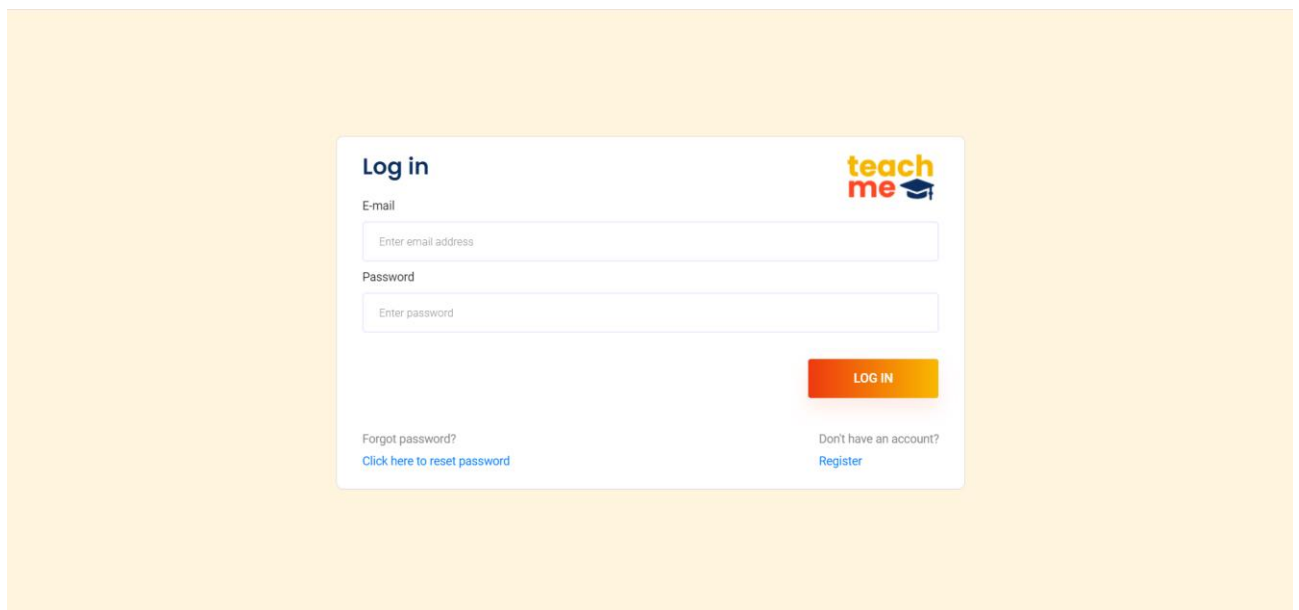 Log in
teach
me
E-mail
Enter email address
Password
Enter password
LOG IN
Forgot password?
Click here to reset password
Don't have an account?
Register